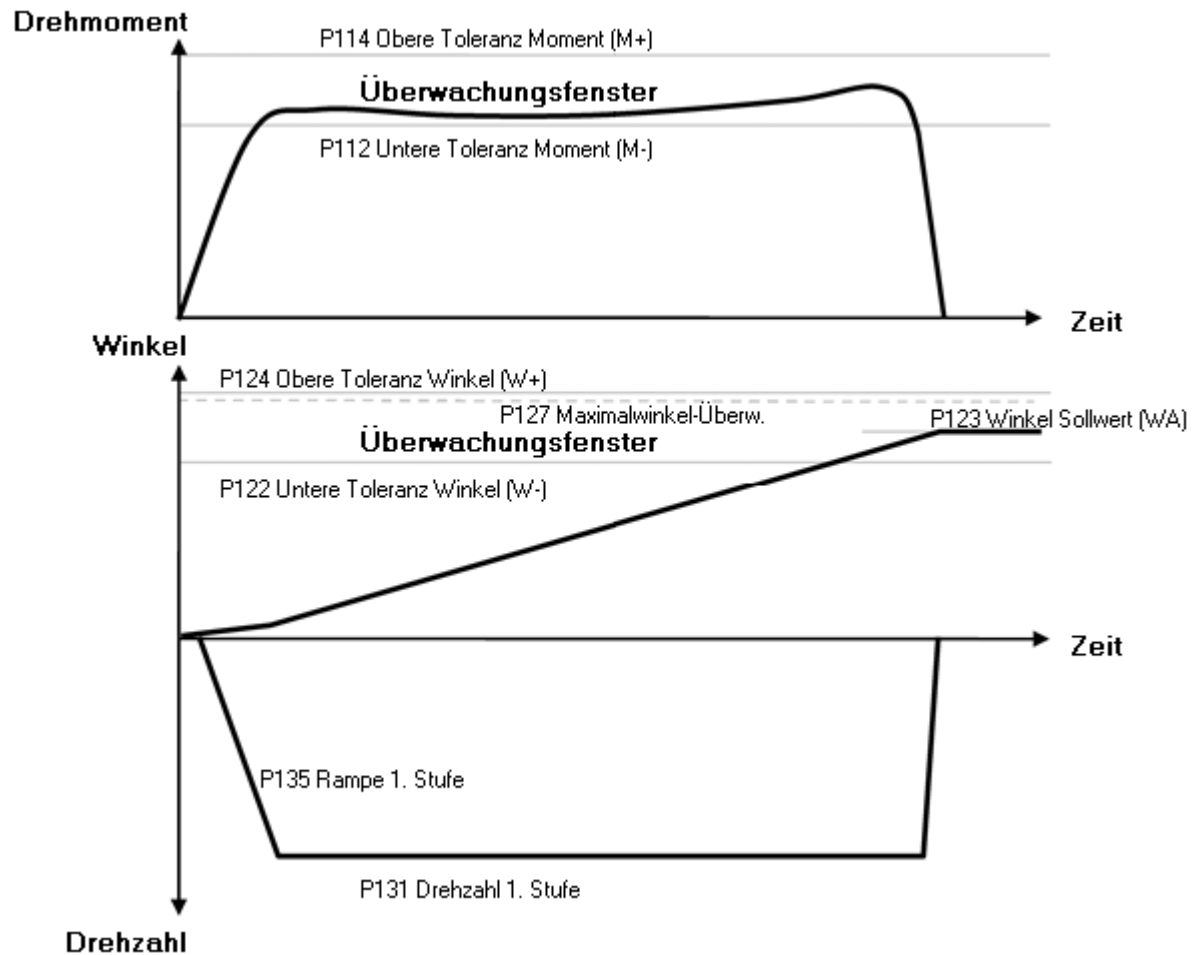 Drehmoment
P114 Obere Toleranz Moment (M+)
Überwachungsfenster
P112 Untere Toleranz Moment (M-)
Zeit
Winkel
P124 Obere Toleranz Winkel (W+)
P127 Maximalwinkel-Überw.
P123 Winkel Sollwert (WA)
Überwachungsfenster
P122 Untere Toleranz Winkel (W-)
Zeit
P135 Rampe 1. Stufe
P131 Drehzahl 1. Stufe
Drehzahl